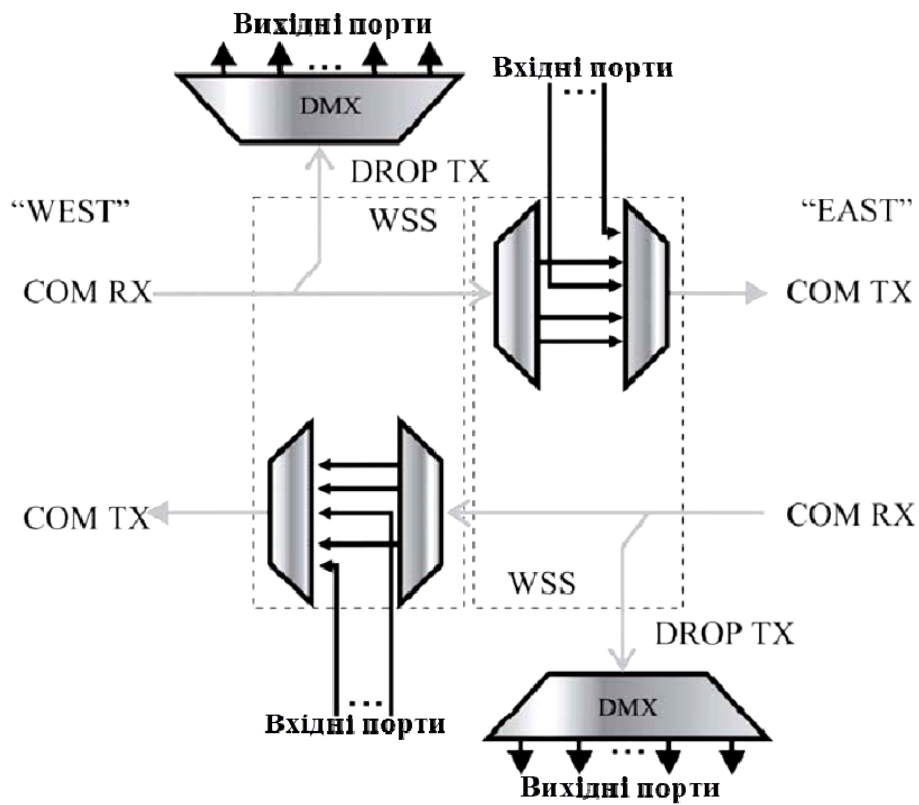 Вихідні порти
...
Вхідні порти
...
DMX
DROP TX
“WEST”
WSS
“EAST”
COM RX
COM TX
COM TX
COM RX
WSS
DROP TX
...
Вхідні порти
DMX
...
Вихідні порти